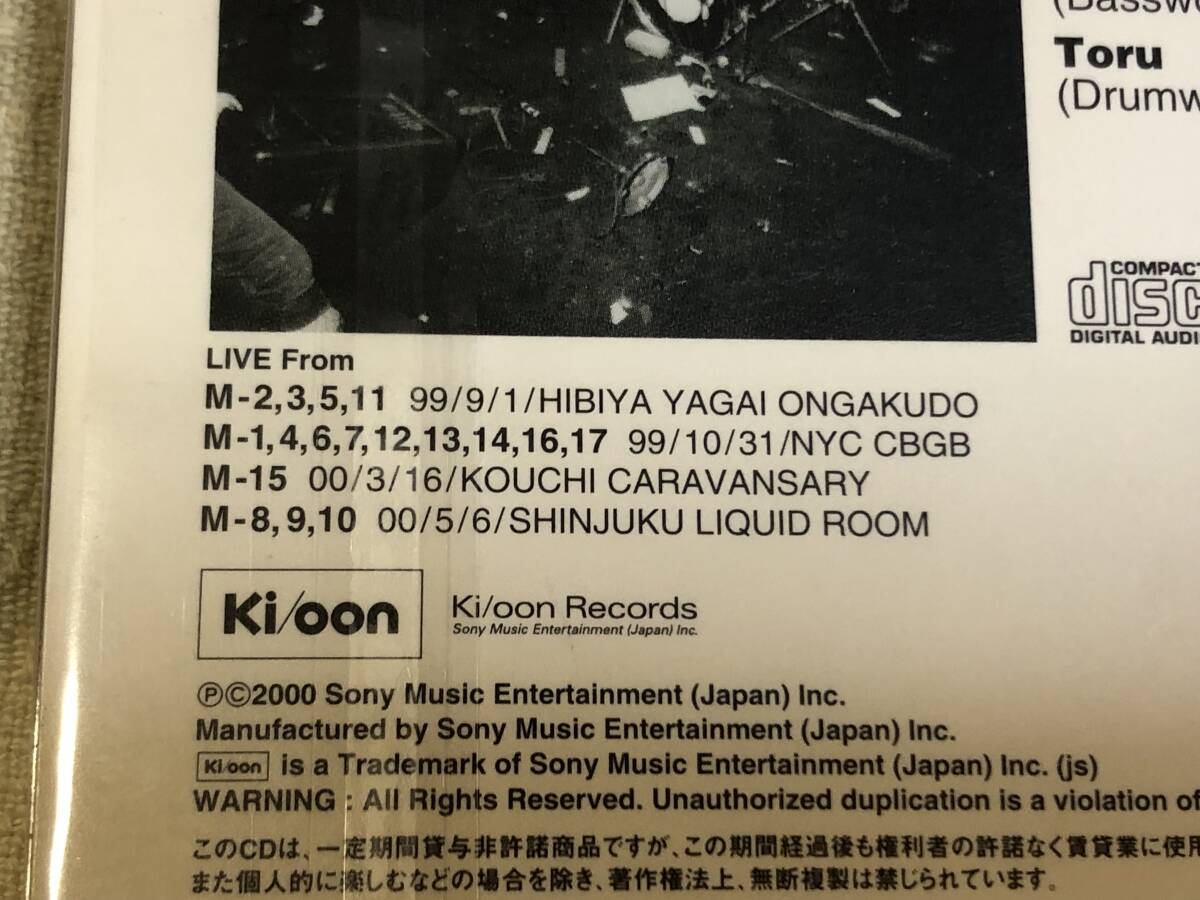 (Bassw
Toru
(Drumw
COMPACT
disc
DIGITAL AUDI
LIVE From
M-2,3,5,11 99/9/1/HIBIYA YAGAI ONGAKUDO
M-1,4,6,7,12,13,14,16,17 99/10/31/NYC CBGB
M-15 00/3/16/KOUCHI CARAVANSARY
M-8,9,10 00/5/6/SHINJUKU LIQUID ROOM
Ki/oon Ki/oon Records
Sony Music Entertainment (Japan) Inc.
ⓅⒸ2000 Sony Music Entertainment (Japan) Inc.
Manufactured by Sony Music Entertainment (Japan) Inc.
Ki/oon is a Trademark of Sony Music Entertainment (Japan) Inc. (js)
WARNING : All Rights Reserved. Unauthorized duplication is a violation of
このCDは、一定期間貸与非許諾商品ですが、この期間経過後も権利者の許諾なく賃貸業に使用
また個人的に楽しむなどの場合を除き、著作権法上、無断複製は禁じられています。